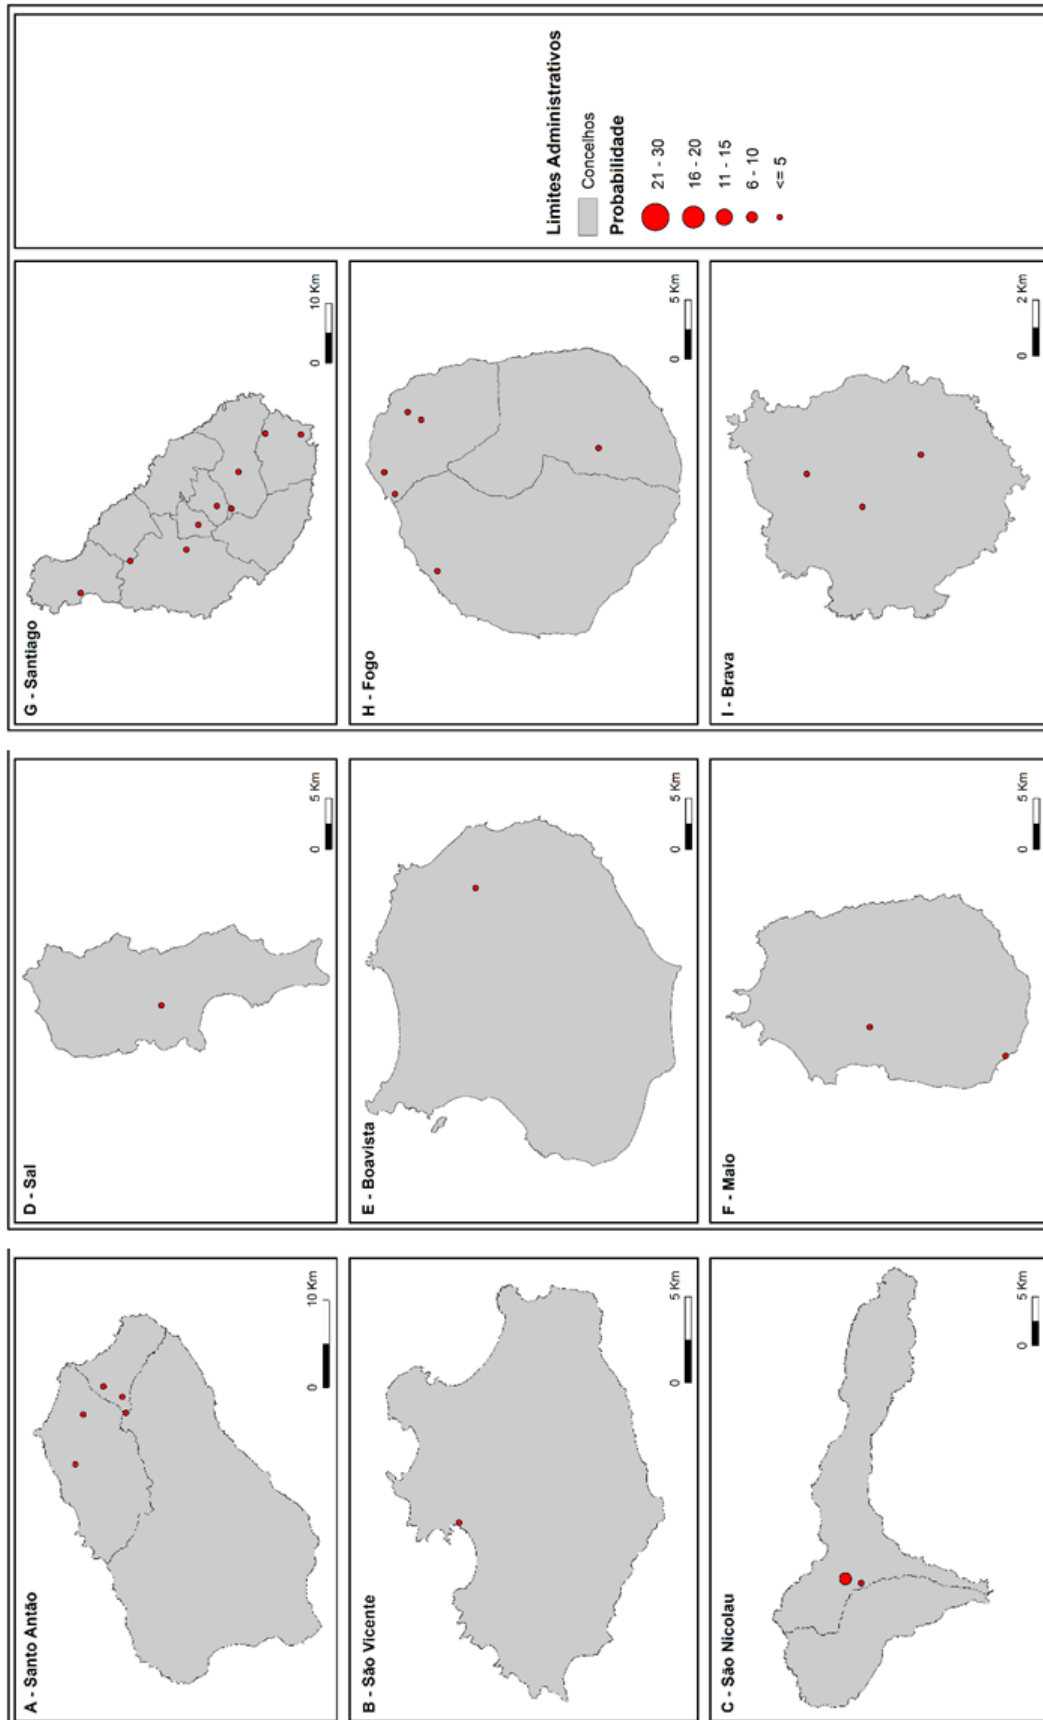 A - Santo Antão
0 10 Km
B - São Vicente
0 5 Km
C - São Nicolau
0 5 Km
D - Sal
0 5 Km
E - Boavista
0 5 Km
F - Maio
0 5 Km
G - Santiago
0 10 Km
H - Fogo
0 5 Km
I - Brava
0 2 Km
Limites Administrativos
Concelhos
Probabilidade
21 - 30
16 - 20
11 - 15
6 - 10
<= 5